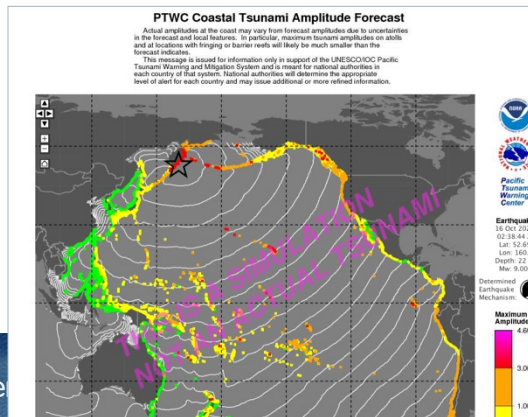 PTWC Coastal Tsunami Amplitude Forecast
Actual amplitudes at the coast may vary from forecast amplitudes due to uncertainties
in the forecast and local features. In particular, maximum tsunami amplitudes on atolls
and at locations with fringing or barrier reefs will likely be much smaller than the
forecast indicates.
This message is issued for information only in support of the UNESCO/IOC Pacific
Tsunami Warning and Mitigation System and is meant for national authorities in
each country of that system. National authorities will determine the appropriate
level of alert for each country and may issue additional or more refined information.
THIS IS A SIMULATION
NOT AN ACTUAL TSUNAMI
Pacific
Tsunami
Warning
Center
Earthquake
16 Oct
02:38:44
Lat: 52.6
Lon: 160.
Depth: 22
Mw: 9.00
Determined
Earthquake
Mechanism:
Maximum
Amplitude
4.6
3.0
1.0